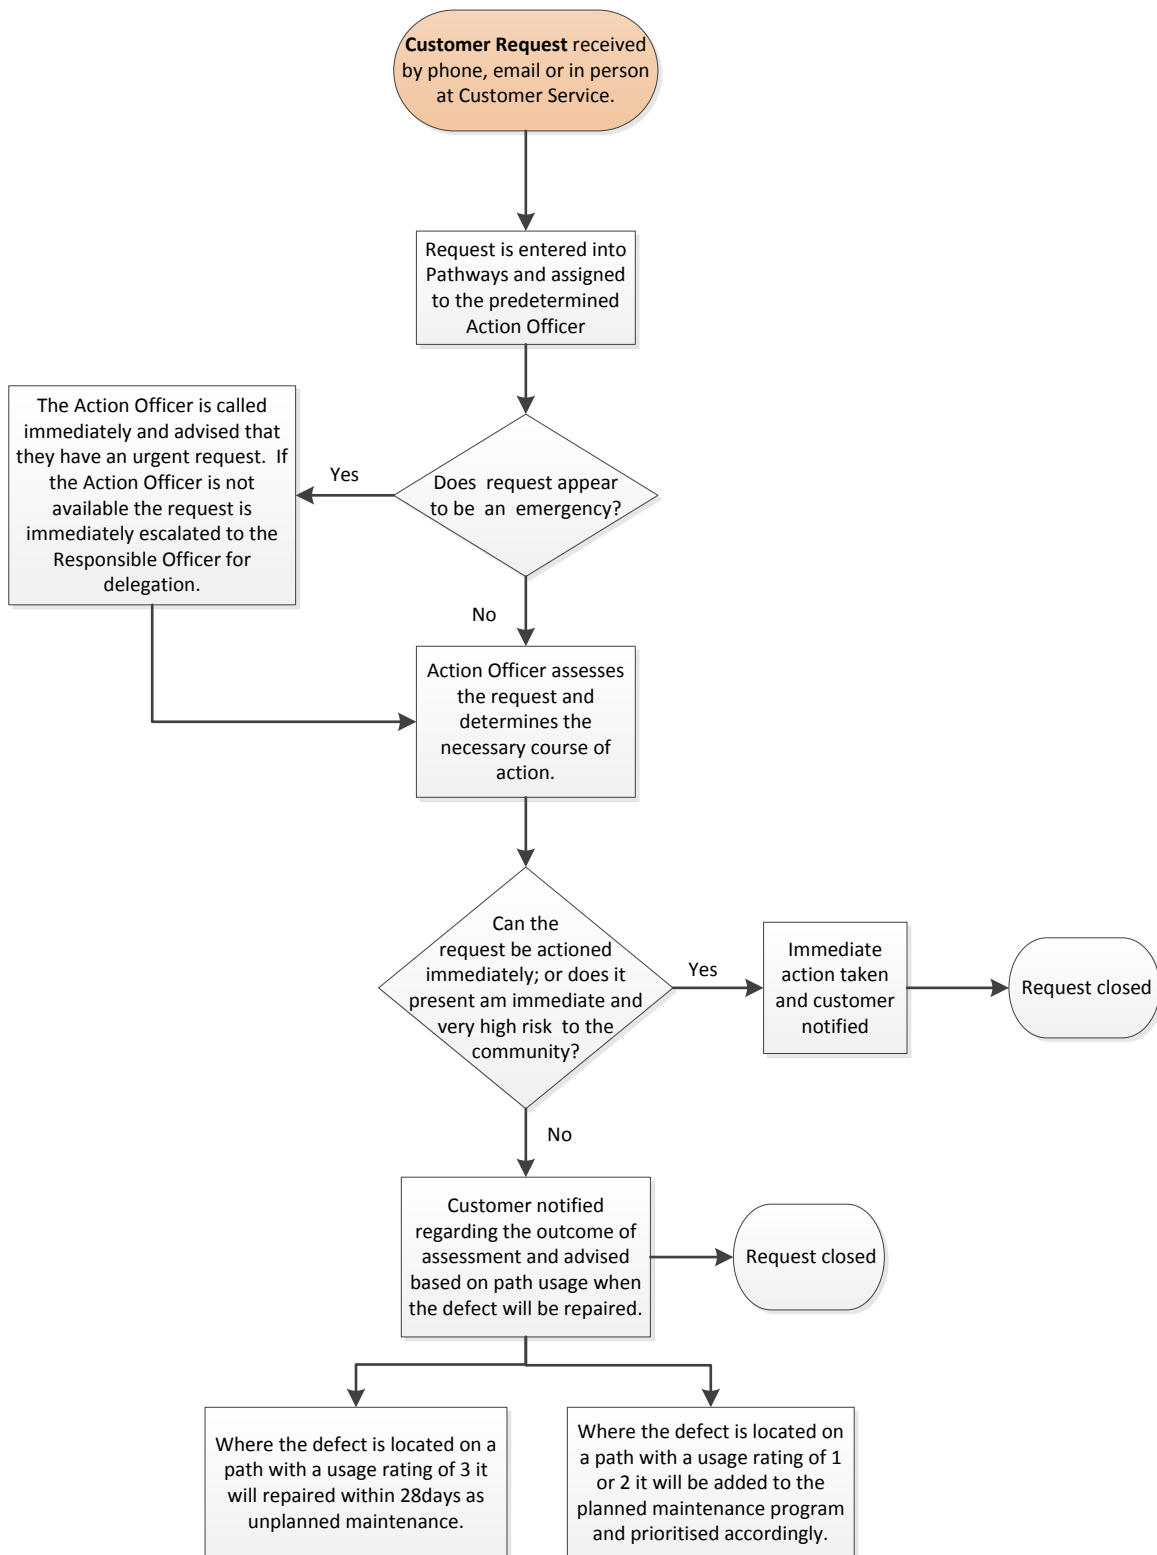 Customer Request received
by phone, email or in person
at Customer Service.
Request is entered into
Pathways and assigned
to the predetermined
Action Officer
The Action Officer is called
immediately and advised that
they have an urgent request.  If
the Action Officer is not
available the request is
immediately escalated to the
Responsible Officer for
delegation.
Yes
Does  request appear
to be  an  emergency?
No
Action Officer assesses
the request and
determines the
necessary course of
action.
Can the
request be actioned
immediately; or does it
present am immediate and
very high risk  to the
community?
Yes
Immediate
action taken
and customer
notified
Request closed
No
Customer notified
regarding the outcome of
assessment and advised
based on path usage when
the defect will be repaired.
Request closed
Where the defect is located on a
path with a usage rating of 3 it
will repaired within 28days as
unplanned maintenance.
Where the defect is located on
a path with a usage rating of 1
or 2 it will be added to the
planned maintenance program
and prioritised accordingly.